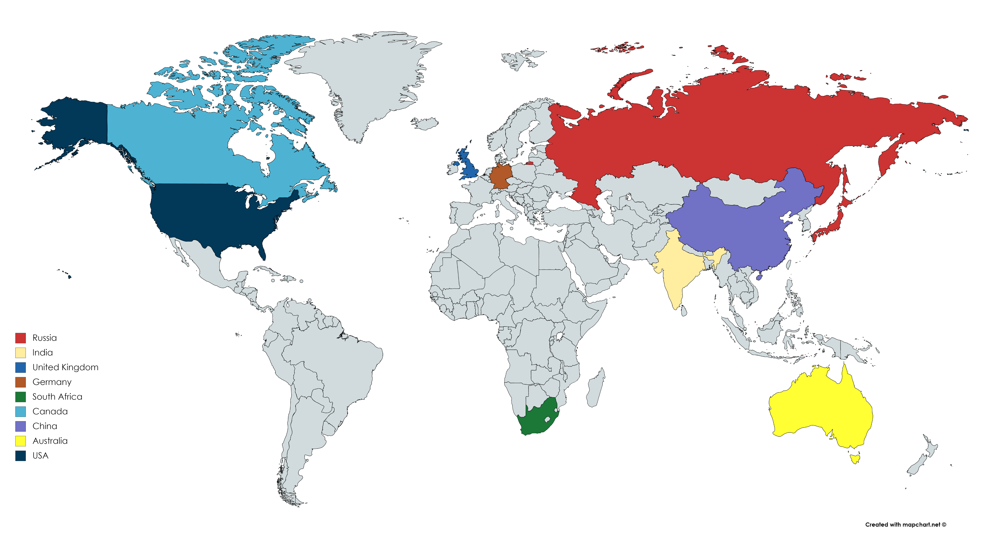 Russia
India
United Kingdom
Germany
South Africa
Canada
China
Australia
USA
Created with mapchart.net ©